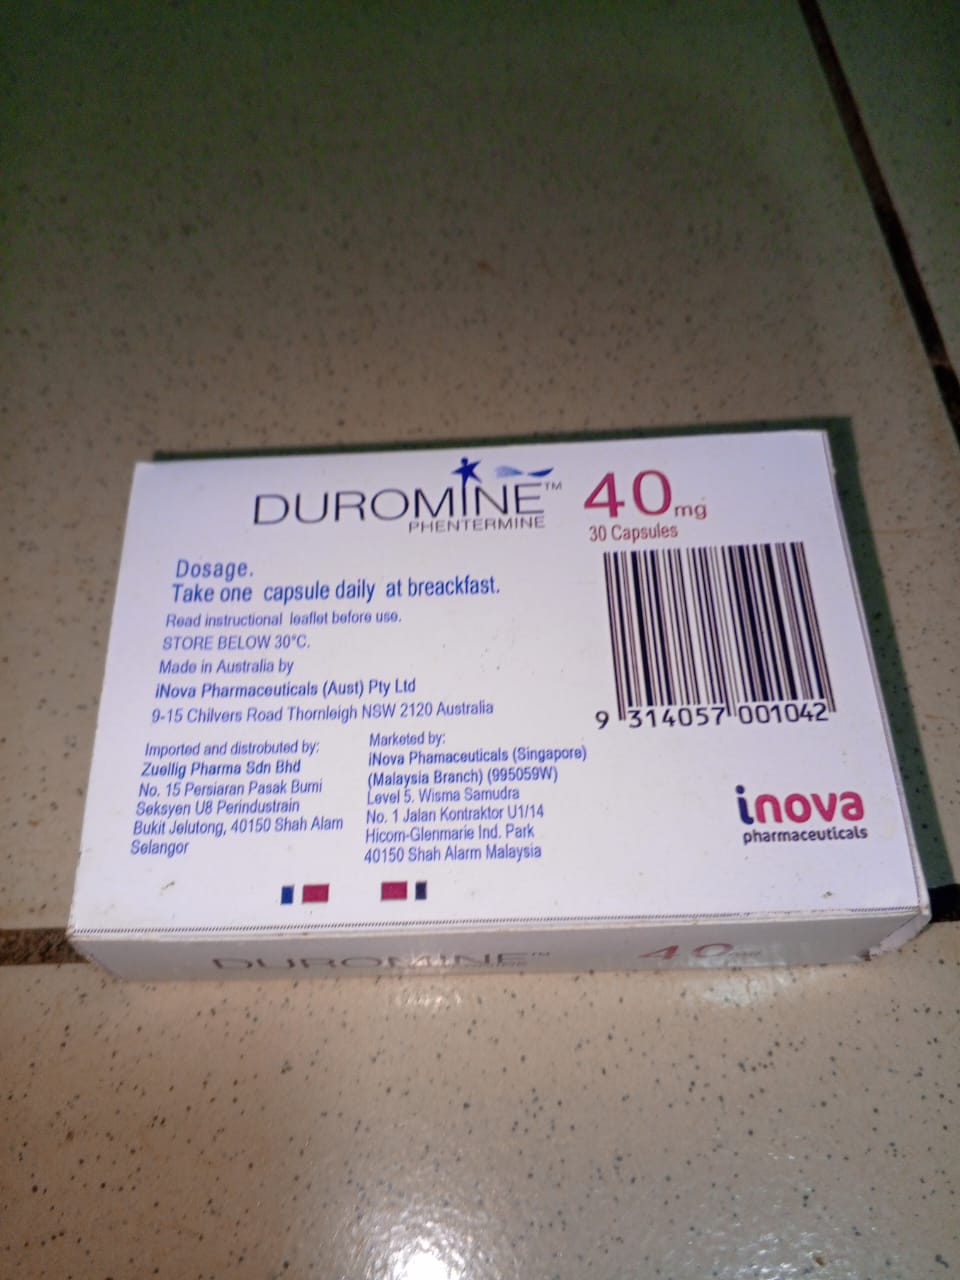 DUROMINE™
PHENTERMINE
40mg
30 Capsules
Dosage.
Take one capsule daily at breackfast.
Read instructional leaflet before use.
STORE BELOW 30°C.
Made in Australia by
iNova Pharmaceuticals (Aust) Pty Ltd
9-15 Chilvers Road Thornleigh NSW 2120 Australia
9 314057 001042
Imported and distrobuted by:
Zuellig Pharma Sdn Bhd
No. 15 Persiaran Pasak Bumi
Seksyen U8 Perindustrain
Bukit Jelutong, 40150 Shah Alam
Selangor
Marketed by:
iNova Phamaceuticals (Singapore)
(Malaysia Branch) (995059W)
Level 5. Wisma Samudra
No. 1 Jalan Kontraktor U1/14
Hicom-Glenmarie Ind. Park
40150 Shah Alarm Malaysia
inova
pharmaceuticals
DUROMINE™
40